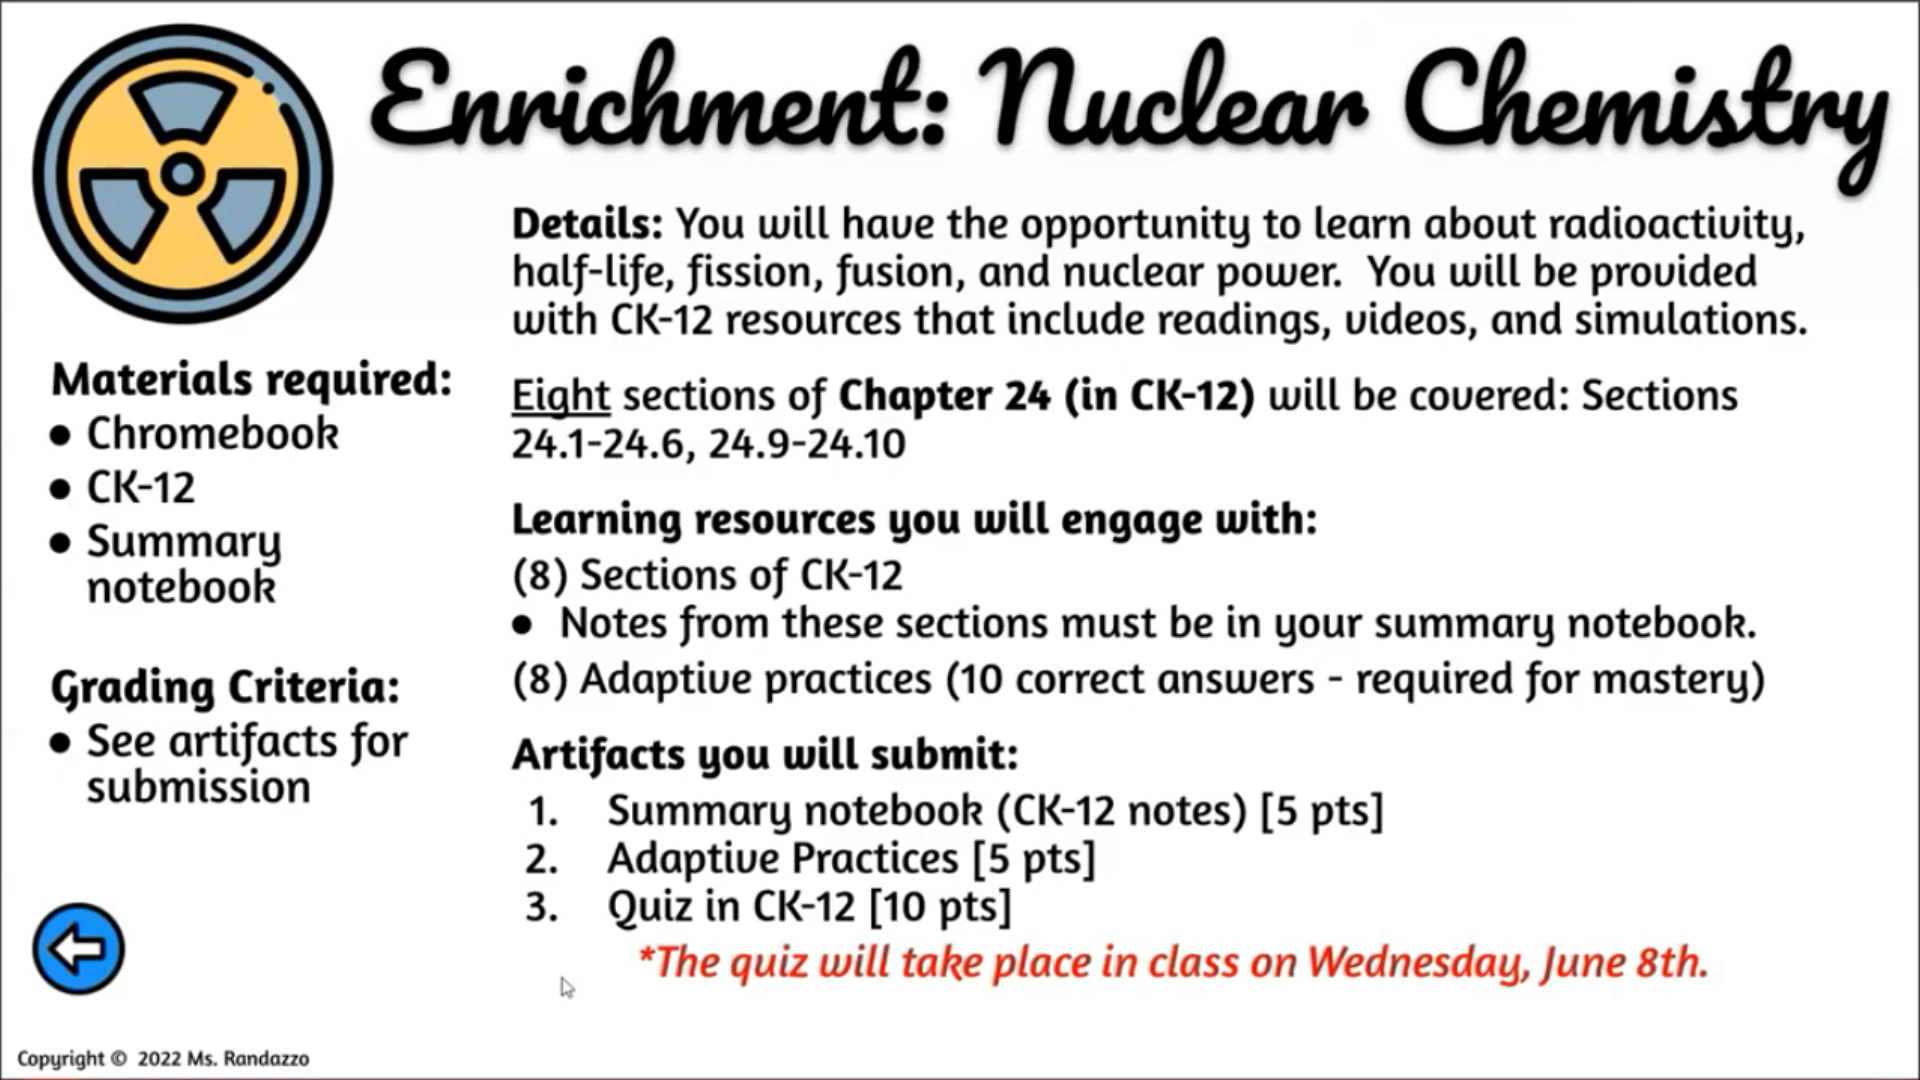 Enrichment: Nuclear Chemistry
Details: You will have the opportunity to learn about radioactivity,
half-life, fission, fusion, and nuclear power. You will be provided
with CK-12 resources that include readings, videos, and simulations.
Eight sections of Chapter 24 (in CK-12) will be covered: Sections
24.1-24.6, 24.9-24.10
Learning resources you will engage with:
(8) Sections of CK-12
● Notes from these sections must be in your summary notebook.
(8) Adaptive practices (10 correct answers - required for mastery)
Artifacts you will submit:
1. Summary notebook (CK-12 notes) [5 pts]
2. Adaptive Practices [5 pts]
3. Quiz in CK-12 [10 pts]
*The quiz will take place in class on Wednesday, June 8th.
Materials required:
● Chromebook
● CK-12
● Summary
notebook
Grading Criteria:
● See artifacts for
submission
Copyright © 2022 Ms. Randazzo